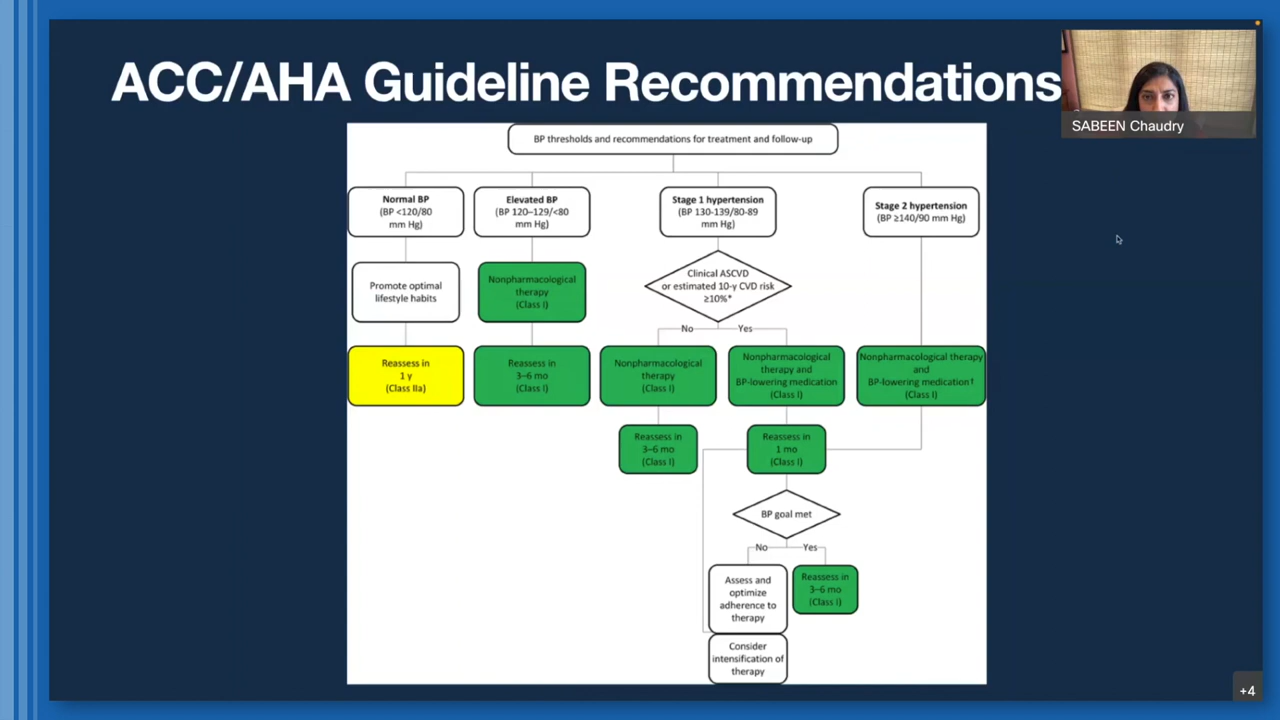 ACC/AHA Guideline Recommendations
SABEEN Chaudry
BP thresholds and recommendations for treatment and follow-up
Normal BP
(BP <120/80
mm Hg)
Elevated BP
(BP 120–129/<80
mm Hg)
Stage 1 hypertension
(BP 130-139/80-89
mm Hg)
Stage 2 hypertension
(BP ≥140/90 mm Hg)
Promote optimal
lifestyle habits
Nonpharmacological
therapy
(Class I)
Clinical ASCVD
or estimated 10-y CVD risk
≥10%*
No
Yes
Reassess in
1 y
(Class IIa)
Reassess in
3–6 mo
(Class I)
Nonpharmacological
therapy
(Class I)
Nonpharmacological
therapy and
BP-lowering medication
(Class I)
Nonpharmacological therapy
and
BP-lowering medication†
(Class I)
Reassess in
3–6 mo
(Class I)
Reassess in
1 mo
(Class I)
BP goal met
No
Yes
Assess and
optimize
adherence to
therapy
Reassess in
3–6 mo
(Class I)
Consider
intensification of
therapy
+4